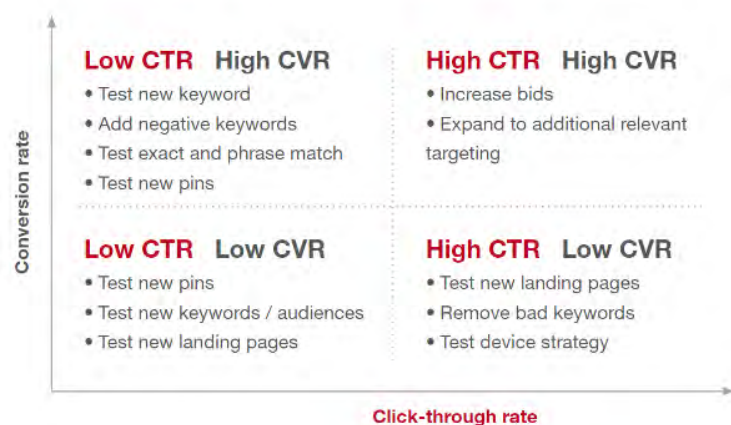 Low CTR High CVR
• Test new keyword
• Add negative keywords
• Test exact and phrase match
• Test new pins
High CTR High CVR
• Increase bids
• Expand to additional relevant
targeting
Conversion rate
Low CTR Low CVR
• Test new pins
• Test new keywords / audiences
• Test new landing pages
High CTR Low CVR
• Test new landing pages
• Remove bad keywords
• Test device strategy
Click-through rate